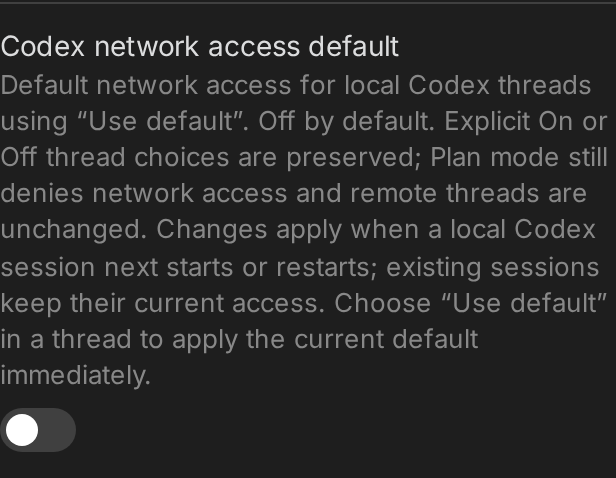 Codex network access default
Default network access for local Codex threads
using “Use default”. Off by default. Explicit On or
Off thread choices are preserved; Plan mode still
denies network access and remote threads are
unchanged. Changes apply when a local Codex
session next starts or restarts; existing sessions
keep their current access. Choose “Use default”
in a thread to apply the current default
immediately.